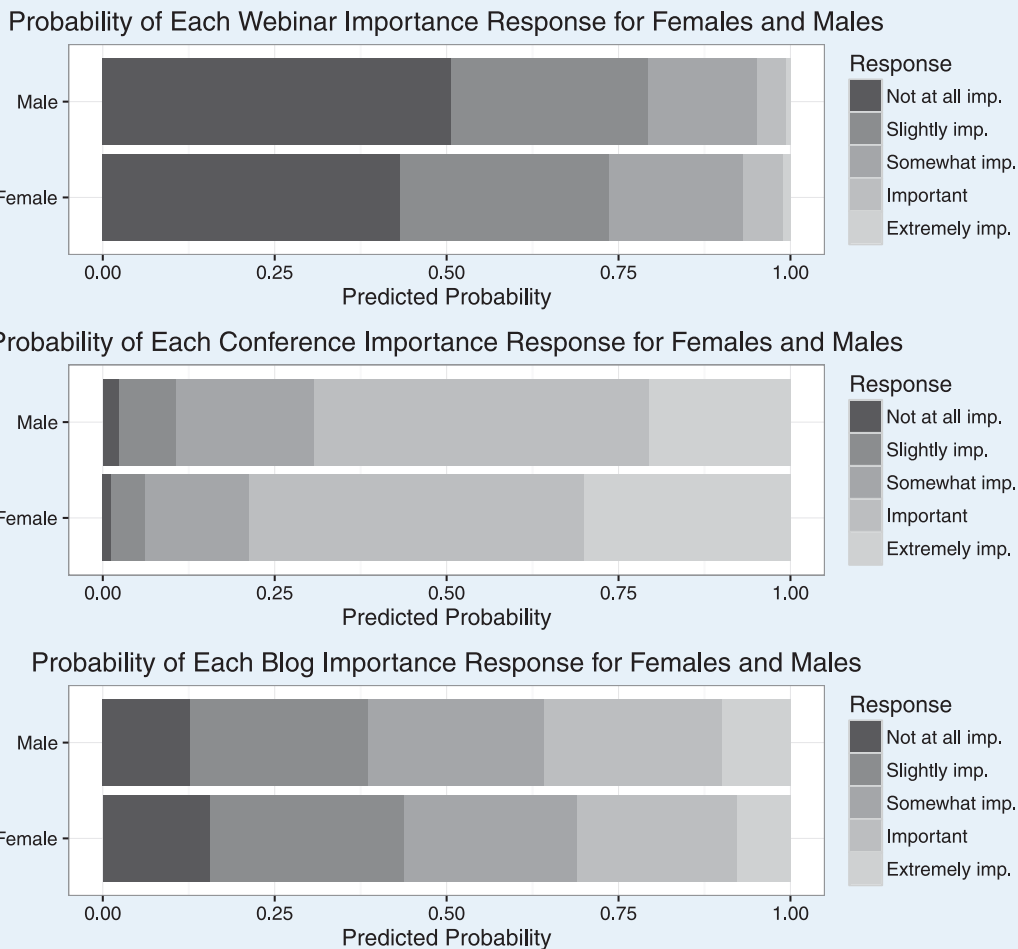 Probability of Each Webinar Importance Response for Females and Males
Male
Female
0.00 0.25 0.50 0.75 1.00
Predicted Probability
Response
Not at all imp.
Slightly imp.
Somewhat imp.
Important
Extremely imp.
Probability of Each Conference Importance Response for Females and Males
Male
Female
0.00 0.25 0.50 0.75 1.00
Predicted Probability
Response
Not at all imp.
Slightly imp.
Somewhat imp.
Important
Extremely imp.
Probability of Each Blog Importance Response for Females and Males
Male
Female
0.00 0.25 0.50 0.75 1.00
Predicted Probability
Response
Not at all imp.
Slightly imp.
Somewhat imp.
Important
Extremely imp.